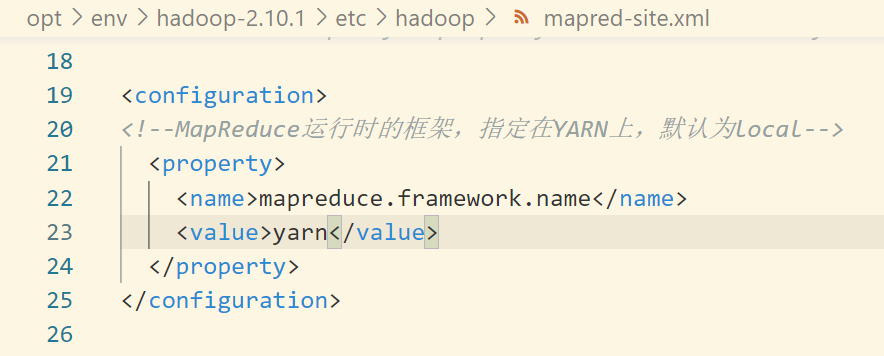 opt > env > hadoop-2.10.1 > etc > hadoop > mapred-site.xml
18
19 <configuration>
20 <!--MapReduce运行时的框架，指定在YARN上，默认为local-->
21 <property>
22 <name>mapreduce.framework.name</name>
23 <value>yarn</value>
24 </property>
25 </configuration>
26